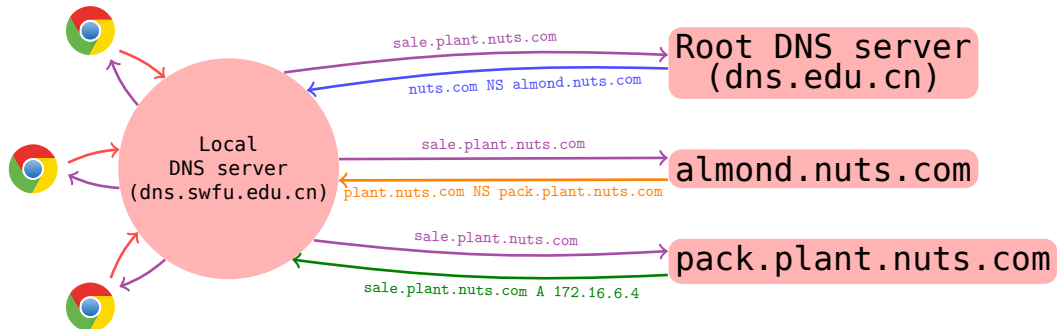 sale.plant.nuts.com
Root DNS server
(dns.edu.cn)
nuts.com NS almond.nuts.com
Local
DNS server
(dns.swfu.edu.cn)
sale.plant.nuts.com
almond.nuts.com
plant.nuts.com NS pack.plant.nuts.com
sale.plant.nuts.com
pack.plant.nuts.com
sale.plant.nuts.com A 172.16.6.4